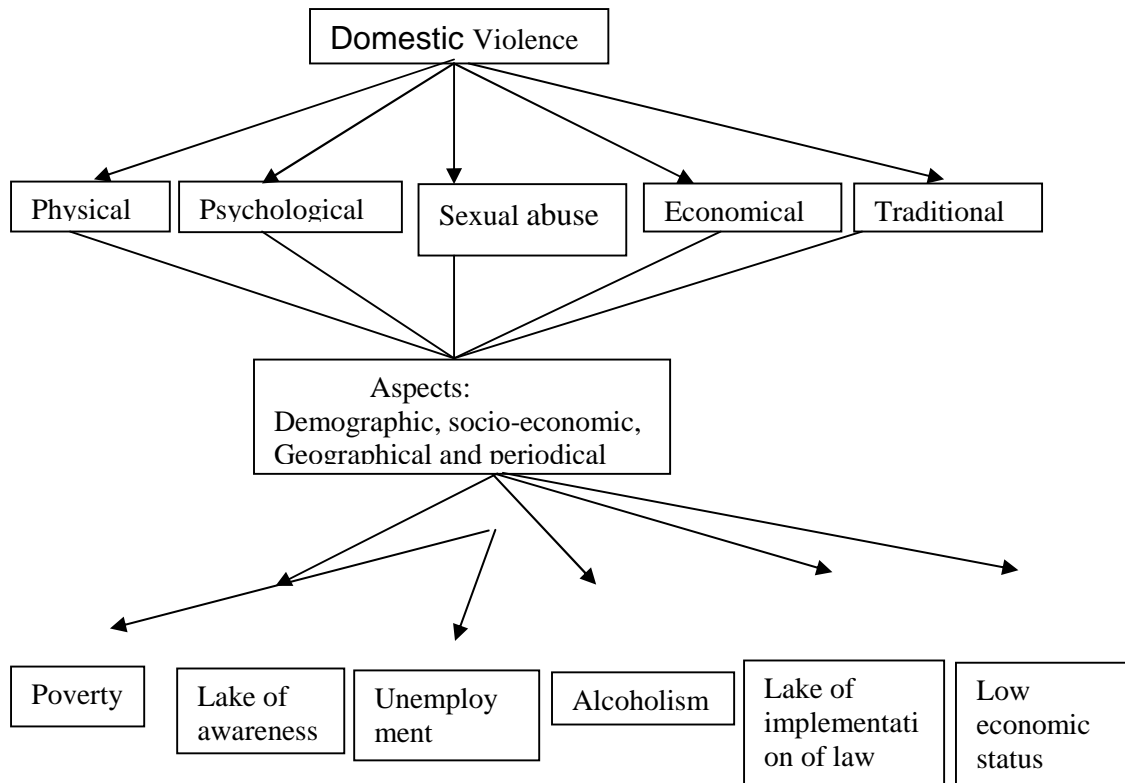 Domestic Violence
Physical
Psychological
Sexual abuse
Economical
Traditional
Aspects:
Demographic, socio-economic,
Geographical and periodical
Poverty
Lake of
awareness
Unemploy
ment
Alcoholism
Lake of
implementati
on of law
Low
economic
status